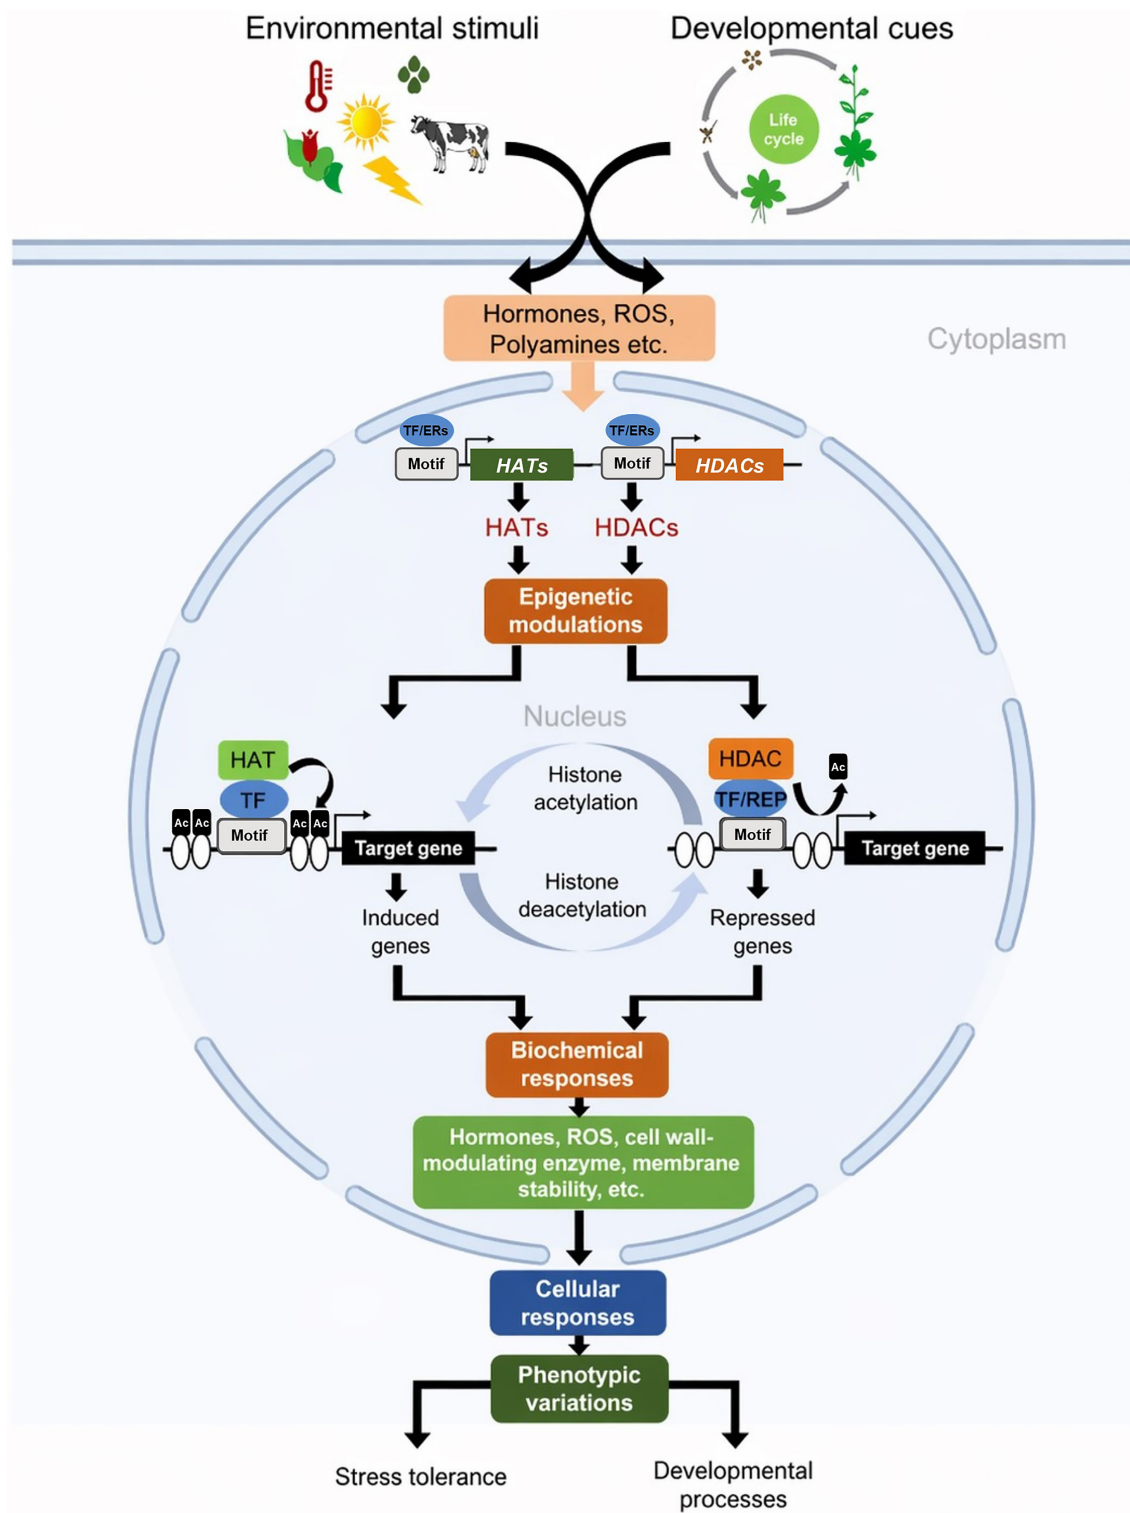 Environmental stimuli
Developmental cues
Life
cycle
Hormones, ROS,
Polyamines etc.
Cytoplasm
TF/ERs
TF/ERs
Motif
HATs
Motif
HDACs
HATs
HDACs
Epigenetic
modulations
Nucleus
HAT
TF
Motif
Ac
Ac
Ac
Ac
Target gene
Histone
acetylation
HDAC
TF/REP
Motif
Ac
Target gene
Histone
deacetylation
Induced
genes
Repressed
genes
Biochemical
responses
Hormones, ROS, cell wall-
modulating enzyme, membrane
stability, etc.
Cellular
responses
Phenotypic
variations
Stress tolerance
Developmental
processes